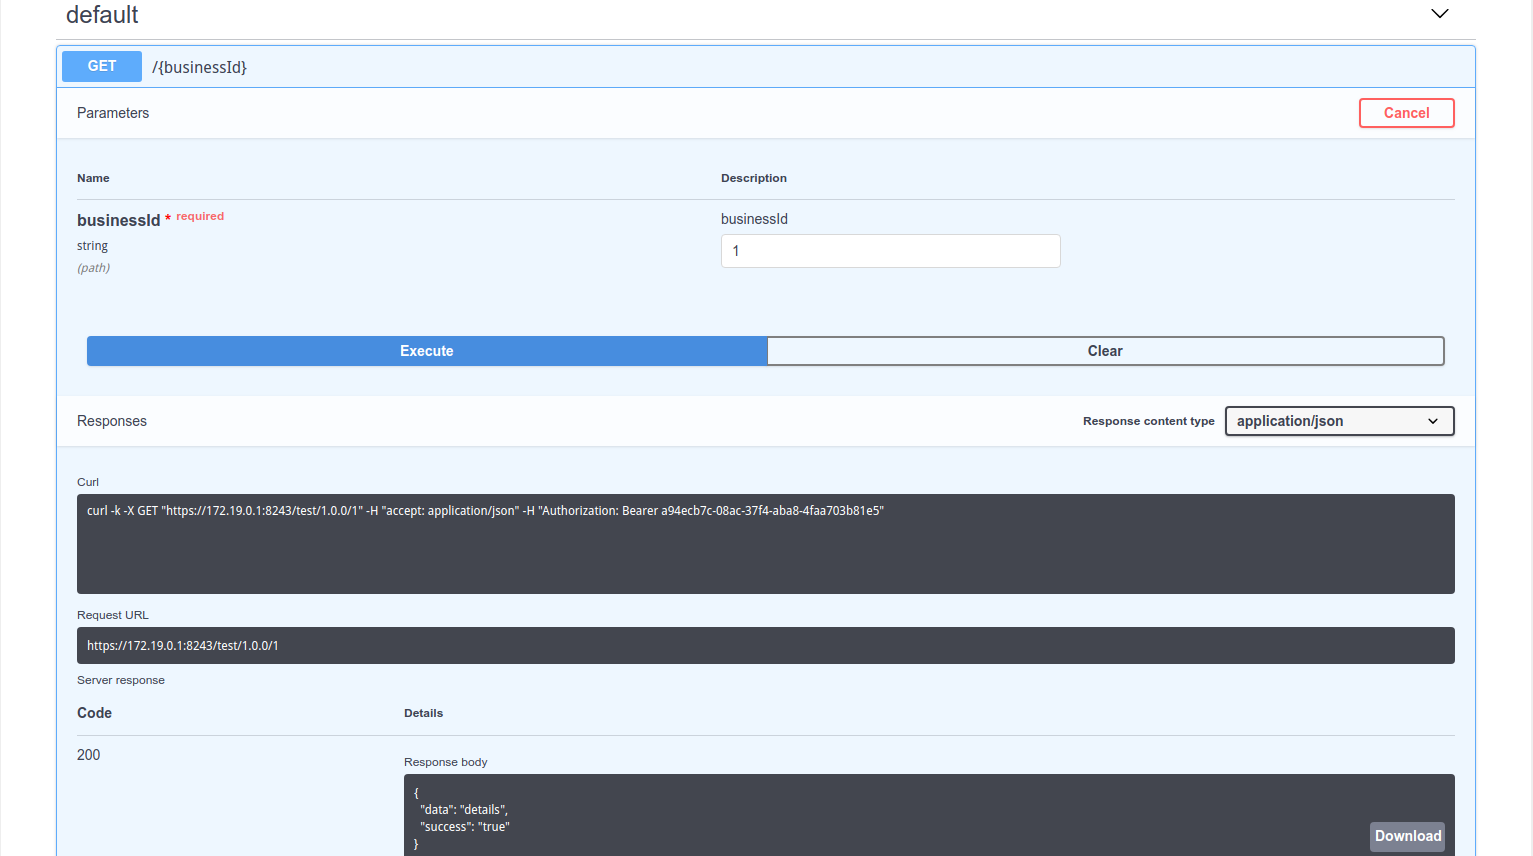 default
GET /{businessId}
Parameters Cancel
Name Description
businessId * required businessId
string 1
(path)
Execute Clear
Responses Response content type application/json
Curl
curl -k -X GET "https://172.19.0.1:8243/test/1.0.0/1" -H "accept: application/json" -H "Authorization: Bearer a94ecb7c-08ac-37f4-aba8-4faa703b81e5"
Request URL
https://172.19.0.1:8243/test/1.0.0/1
Server response
Code Details
200
Response body
{
"data": "details",
"success": "true"
}
Download